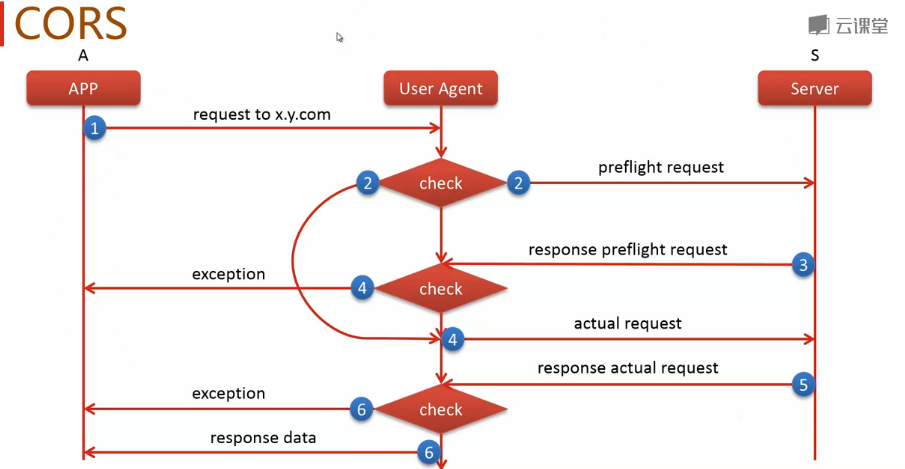 CORS
云课堂
A
S
APP
User Agent
Server
request to x.y.com
1
2
check
2
preflight request
response preflight request
3
exception
4
check
actual request
4
response actual request
5
exception
6
check
response data
6